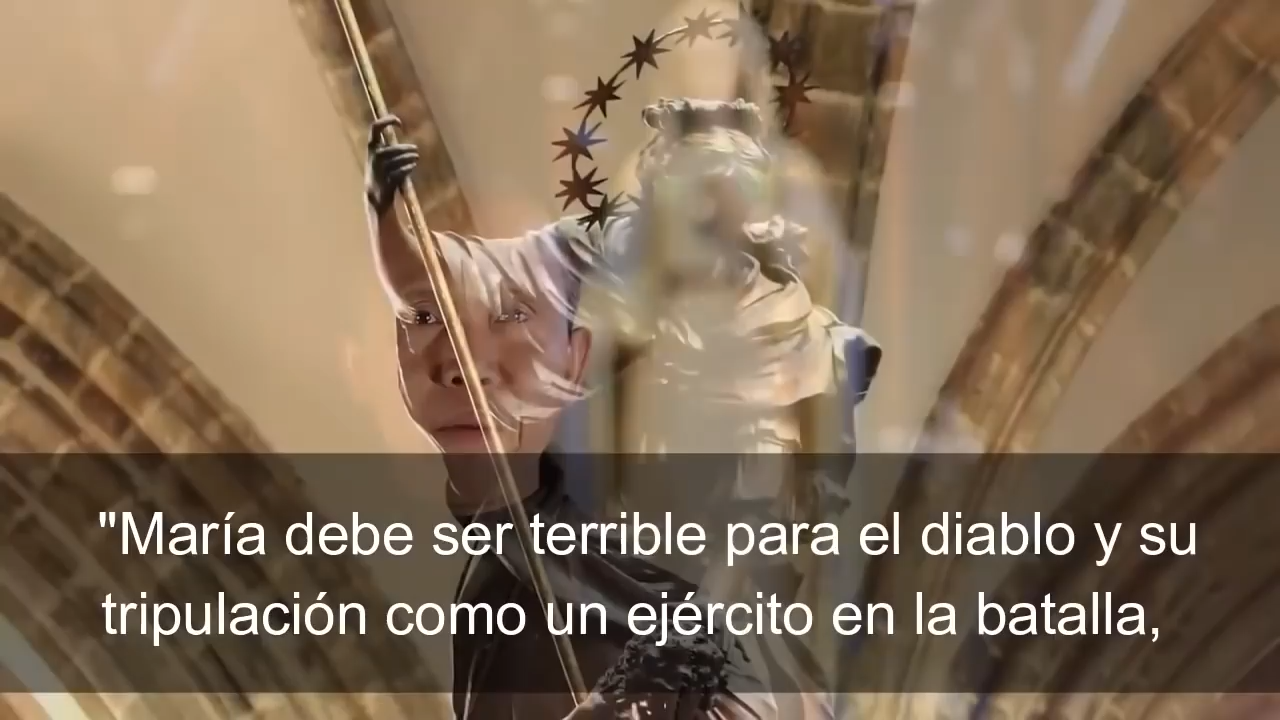 "María debe ser terrible para el diablo y su
tripulación como un ejército en la batalla,